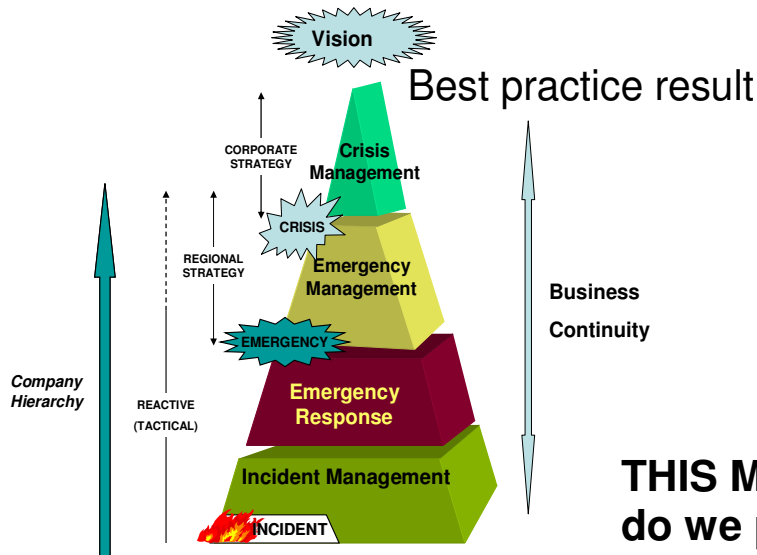 Vision
Best practice result
CORPORATE
STRATEGY
Crisis
Management
CRISIS
REGIONAL
STRATEGY
Emergency
Management
Business
Continuity
EMERGENCY
Company
Hierarchy
REACTIVE
(TACTICAL)
Emergency
Response
Incident Management
THIS M
do we p
INCIDENT